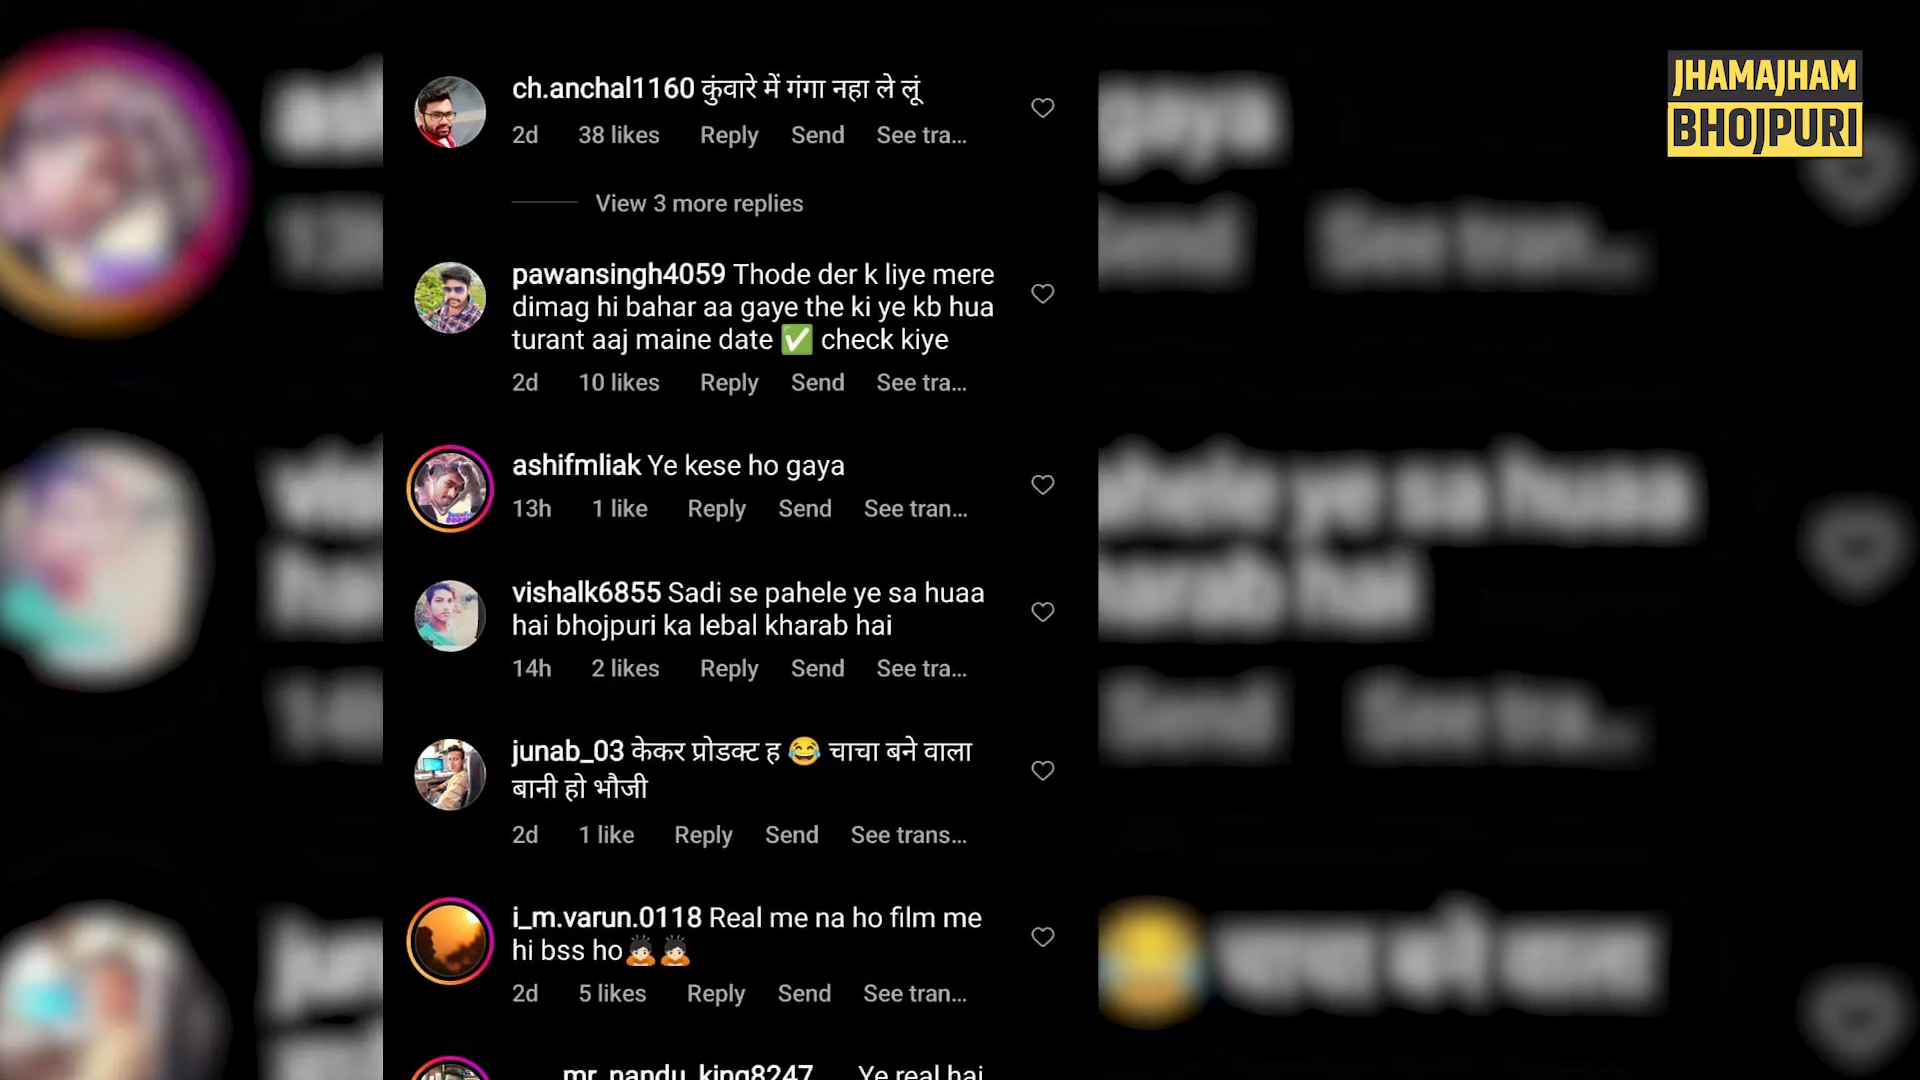 JHAMAJHAM
BHOJPURI
ch.anchal1160 कुंवारे में गंगा नहा ले लूं
2d 38 likes Reply Send See tra...
View 3 more replies
pawansingh4059 Thode der k liye mere
dimag hi bahar aa gaye the ki ye kb hua
turant aaj maine date ✅ check kiye
2d 10 likes Reply Send See tra...
ashifmliak Ye kese ho gaya
13h 1 like Reply Send See tran...
vishalk6855 Sadi se pahele ye sa huaa
hai bhojpuri ka lebal kharab hai
14h 2 likes Reply Send See tra...
junab_03 केकर प्रोडक्ट ह 😂 चाचा बने वाला
बानी हो भौजी
2d 1 like Reply Send See trans...
i_m.varun.0118 Real me na ho film me
hi bss ho🙇🏻🙇🏻
2d 5 likes Reply Send See tran...
mr_nandu_king8247 Ye real hai